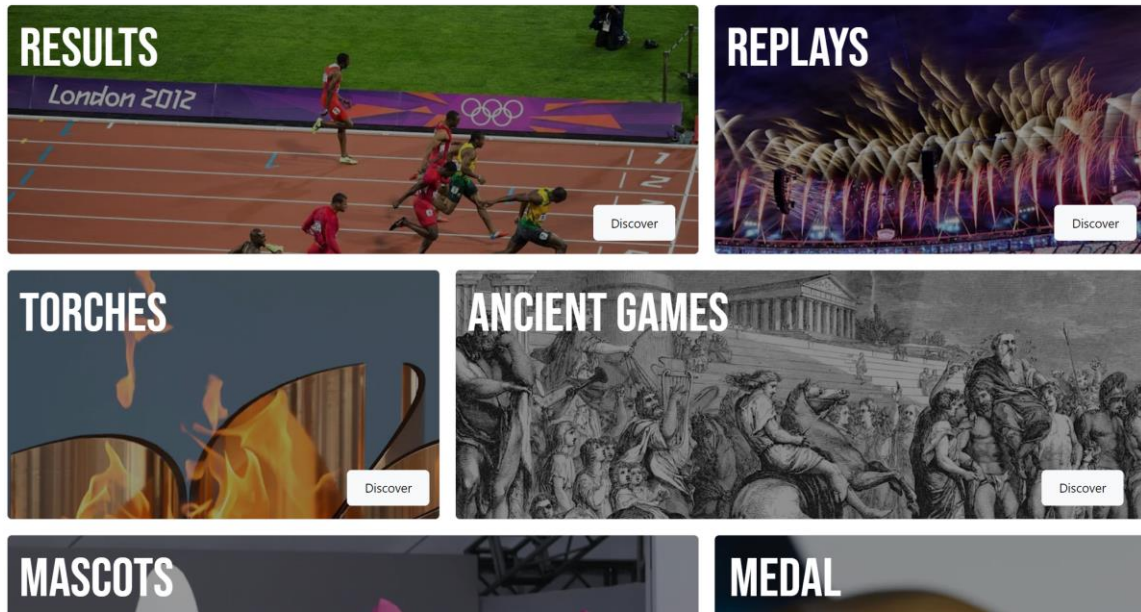 RESULTS
London 2012
Discover
REPLAYS
Discover
TORCHES
Discover
ANCIENT GAMES
Discover
MASCOTS
MEDAL